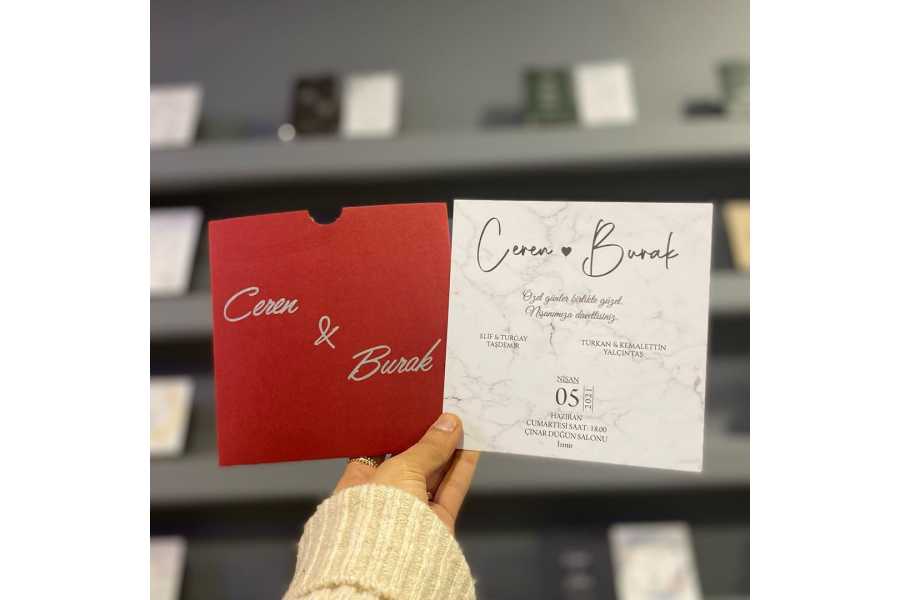 Ceren
&
Burak
Ceren ♥ Burak
Özel günler birlikte güzel.
Nişanımıza davetlisiniz.
ELİF & TURGAY
TAŞDEMİR
TÜRKAN & KEMALETTİN
YALÇINTAŞ
NİŞAN
05 2021
HAZİRAN
CUMARTESİ SAAT: 18.00
ÇINAR DÜĞÜN SALONU
İzmir